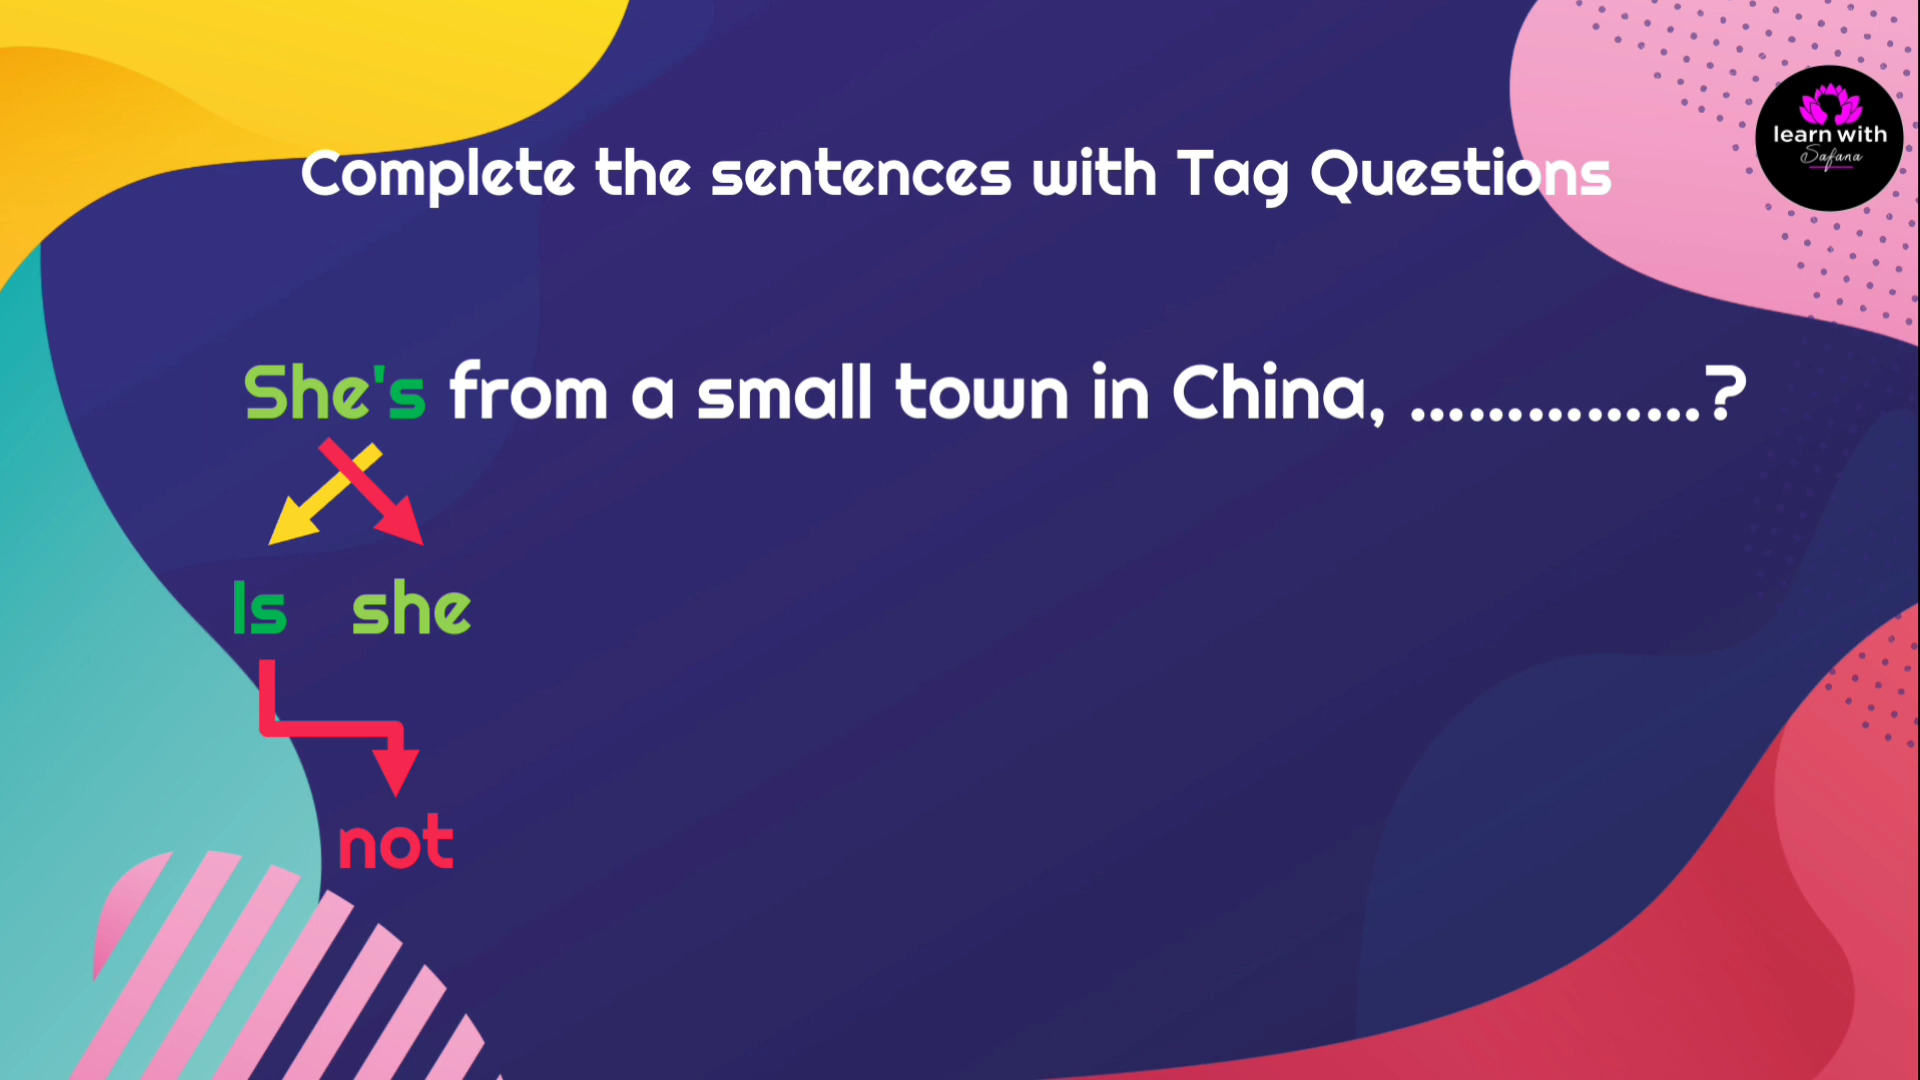 learn with
Safana
Complete the sentences with Tag Questions
She's from a small town in China, ...............?
Is she
not